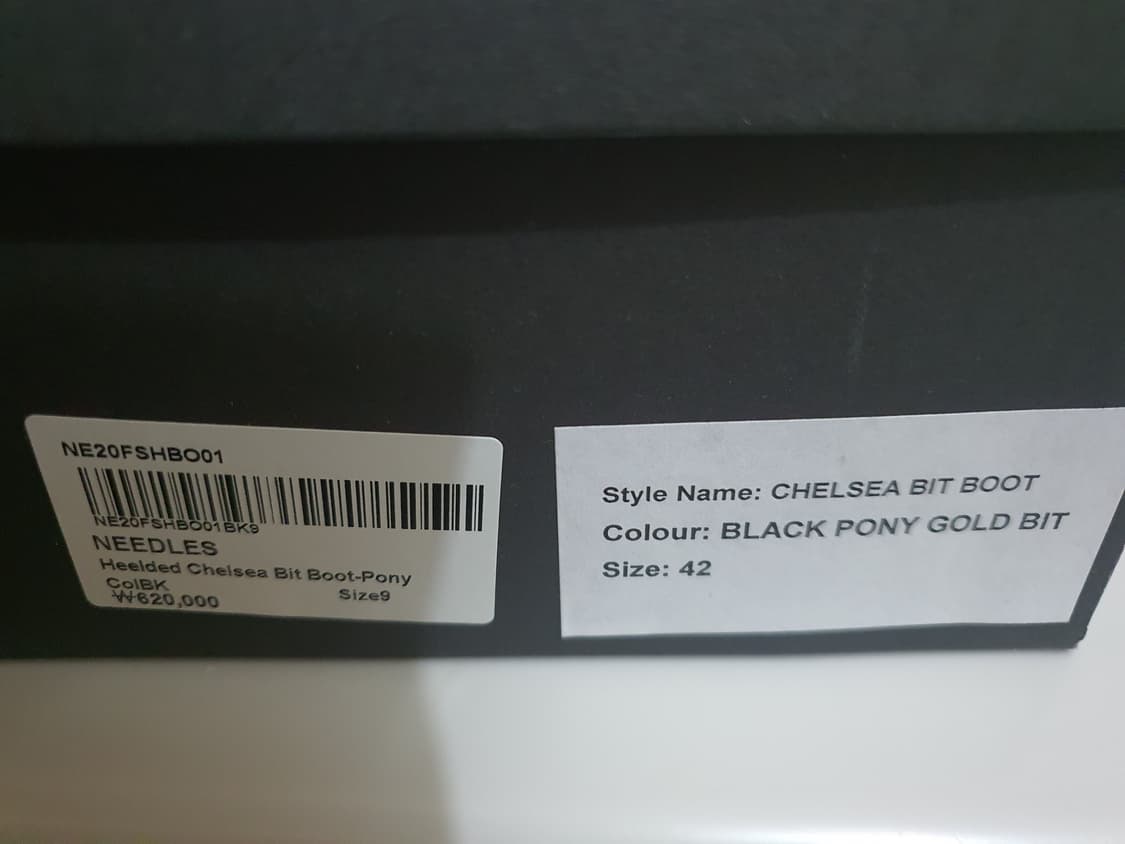 NE20FSHBO01
NE20FSHBO01BK9
NEEDLES
Heelded Chelsea Bit Boot-Pony
ColBK Size9
₩620,000
Style Name: CHELSEA BIT BOOT
Colour: BLACK PONY GOLD BIT
Size: 42